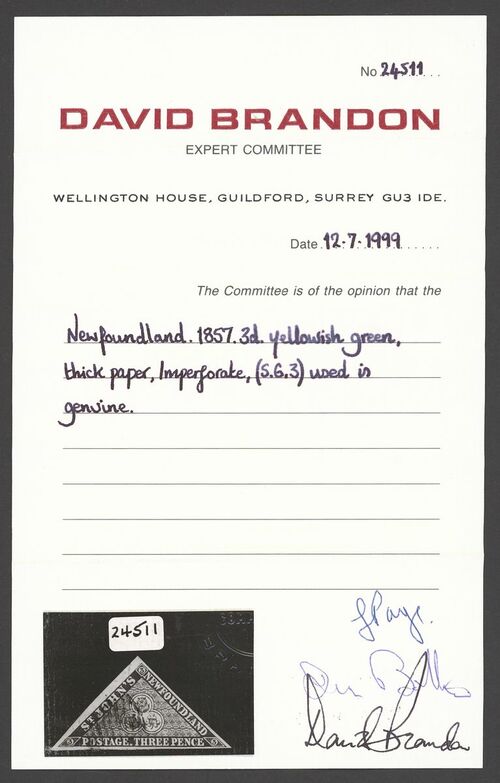 No 24511...
DAVID BRANDON
EXPERT COMMITTEE
WELLINGTON HOUSE, GUILDFORD, SURREY GU3 IDE.
Date.12.7.1999......
The Committee is of the opinion that the
Newfoundland. 1857. 3d. yellowish green,
thick paper, Imperforate, (S.G.3) used is
genuine.
24511
ST JOHN'S
NEWFOUNDLAND
POSTAGE, THREE PENCE
David Brandon